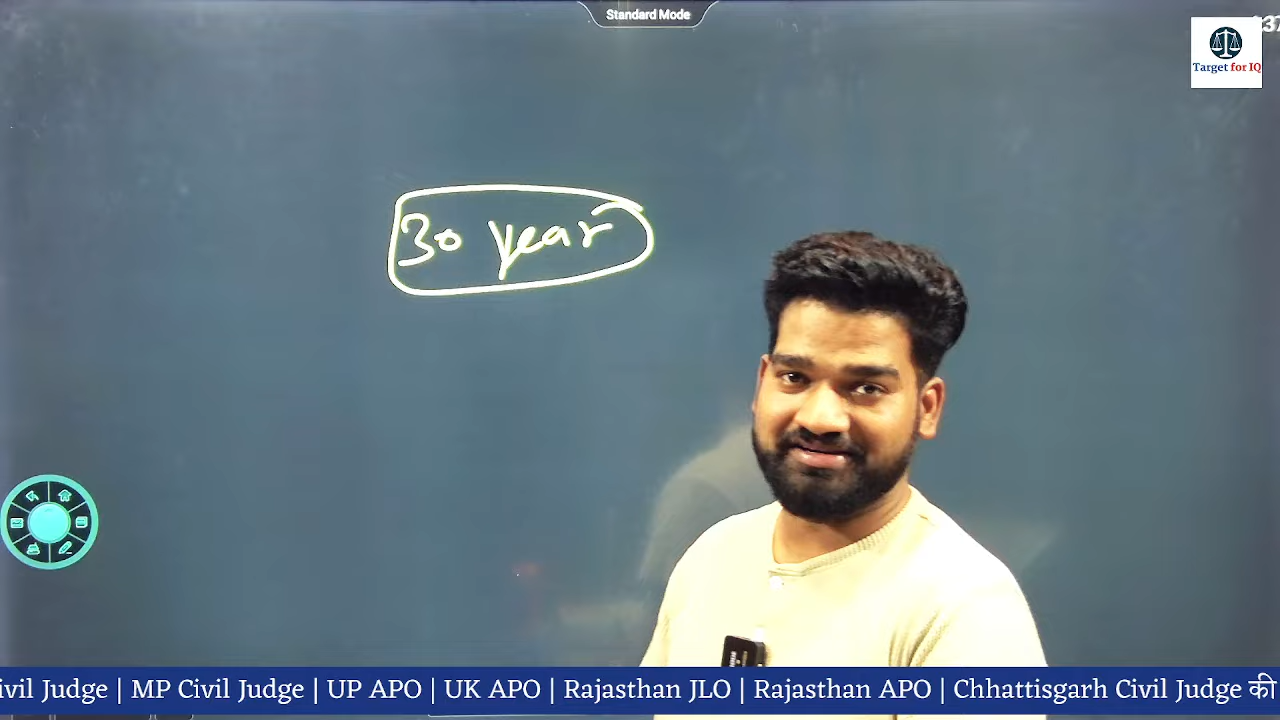 Standard Mode
37
Target for IQ
30 year
ivil Judge | MP Civil Judge | UP APO | UK APO | Rajasthan JLO | Rajasthan APO | Chhattisgarh Civil Judge की